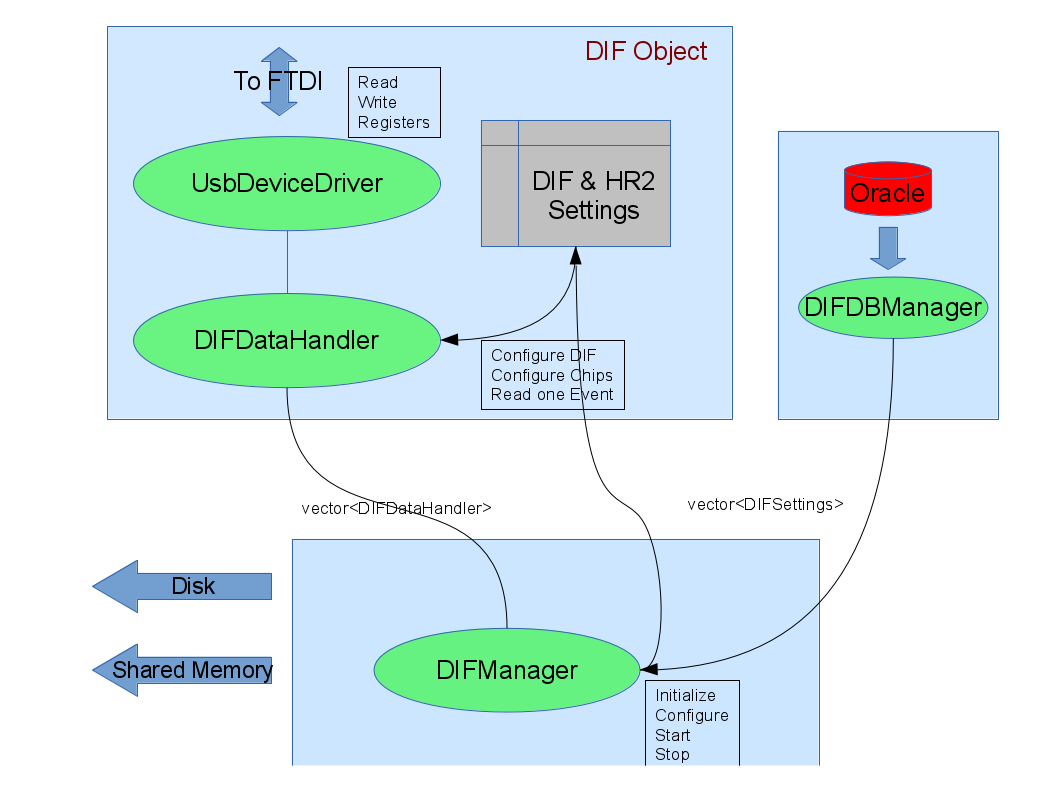 DIF Object
To FTDI
Read
Write
Registers
UsbDeviceDriver
DIF & HR2
Settings
Oracle
DIFDBManager
DIFDataHandler
Configure DIF
Configure Chips
Read one Event
vector<DIFDataHandler>
vector<DIFSettings>
Disk
Shared Memory
DIFManager
Initialize
Configure
Start
Stop